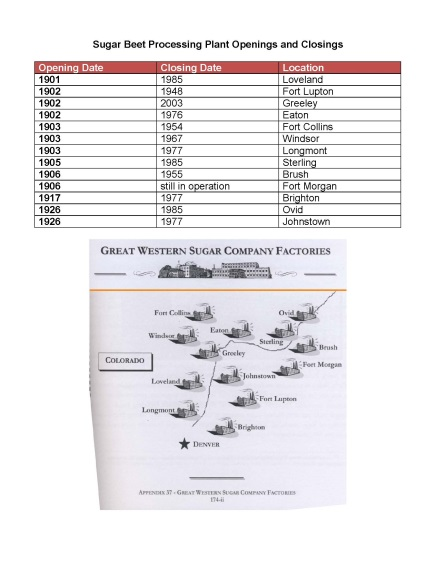 Sugar Beet Processing Plant Openings and Closings
Opening Date Closing Date Location
1901 1985 Loveland
1902 1948 Fort Lupton
1902 2003 Greeley
1902 1976 Eaton
1903 1954 Fort Collins
1903 1967 Windsor
1903 1977 Longmont
1905 1985 Sterling
1906 1955 Brush
1906 still in operation Fort Morgan
1917 1977 Brighton
1926 1985 Ovid
1926 1977 Johnstown
GREAT WESTERN SUGAR COMPANY FACTORIES
Fort Collins
Ovid
Windsor
Eaton
Sterling
Brush
Greeley
COLORADO
Fort Morgan
Loveland
Johnstown
Fort Lupton
Longmont
Brighton
DENVER
APPENDIX 37 - GREAT WESTERN SUGAR COMPANY FACTORIES
174-ii